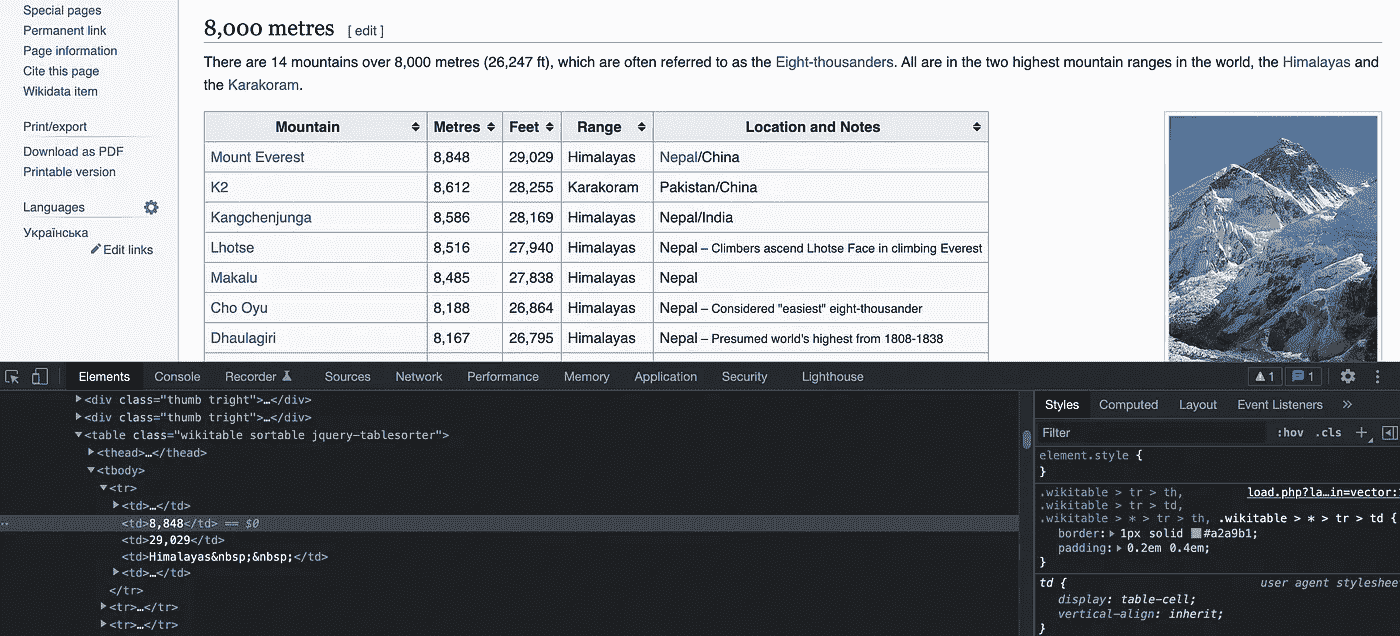 Special pages
Permanent link
Page information
Cite this page
Wikidata item
Print/export
Download as PDF
Printable version
Languages
Українська
Edit links
8,000 metres [ edit ]
There are 14 mountains over 8,000 metres (26,247 ft), which are often referred to as the Eight-thousanders. All are in the two highest mountain ranges in the world, the Himalayas and
the Karakoram.
Mountain Metres Feet Range Location and Notes
Mount Everest 8,848 29,029 Himalayas Nepal/China
K2 8,612 28,255 Karakoram Pakistan/China
Kangchenjunga 8,586 28,169 Himalayas Nepal/India
Lhotse 8,516 27,940 Himalayas Nepal – Climbers ascend Lhotse Face in climbing Everest
Makalu 8,485 27,838 Himalayas Nepal
Cho Oyu 8,188 26,864 Himalayas Nepal – Considered "easiest" eight-thousander
Dhaulagiri 8,167 26,795 Himalayas Nepal – Presumed world's highest from 1808-1838
Elements Console Recorder Sources Network Performance Memory Application Security Lighthouse 1 1
<div class="thumb tright">…</div>
<div class="thumb tright">…</div>
<table class="wikitable sortable jquery-tablesorter">
<thead>…</thead>
<tbody>
<tr>
<td>…</td>
<td>8,848</td> == $0
<td>29,029</td>
<td>Himalayas&nbsp;&nbsp;</td>
<td>…</td>
</tr>
<tr>…</tr>
<tr>…</tr>
Styles Computed Layout Event Listeners »
Filter :hov .cls +
element.style {
}
.wikitable > tr > th, load.php?la…in=vector:
.wikitable > tr > td,
.wikitable > * > tr > th, .wikitable > * > tr > td {
border: 1px solid #a2a9b1;
padding: 0.2em 0.4em;
}
td { user agent styleshee
display: table-cell;
vertical-align: inherit;
}